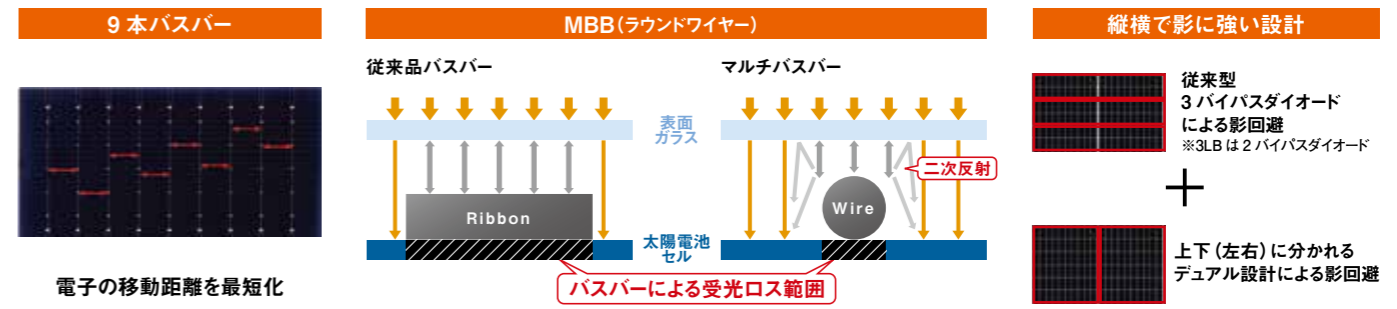 9本バスバー
電子の移動距離を最短化
MBB(ラウンドワイヤー)
従来品バスバー
マルチバスバー
表面
ガラス
二次反射
Ribbon
Wire
太陽電池
セル
バスバーによる受光ロス範囲
縦横で影に強い設計
従来型
3バイパスダイオード
による影回避
※3LBは2バイパスダイオード
+
上下(左右)に分かれる
デュアル設計による影回避